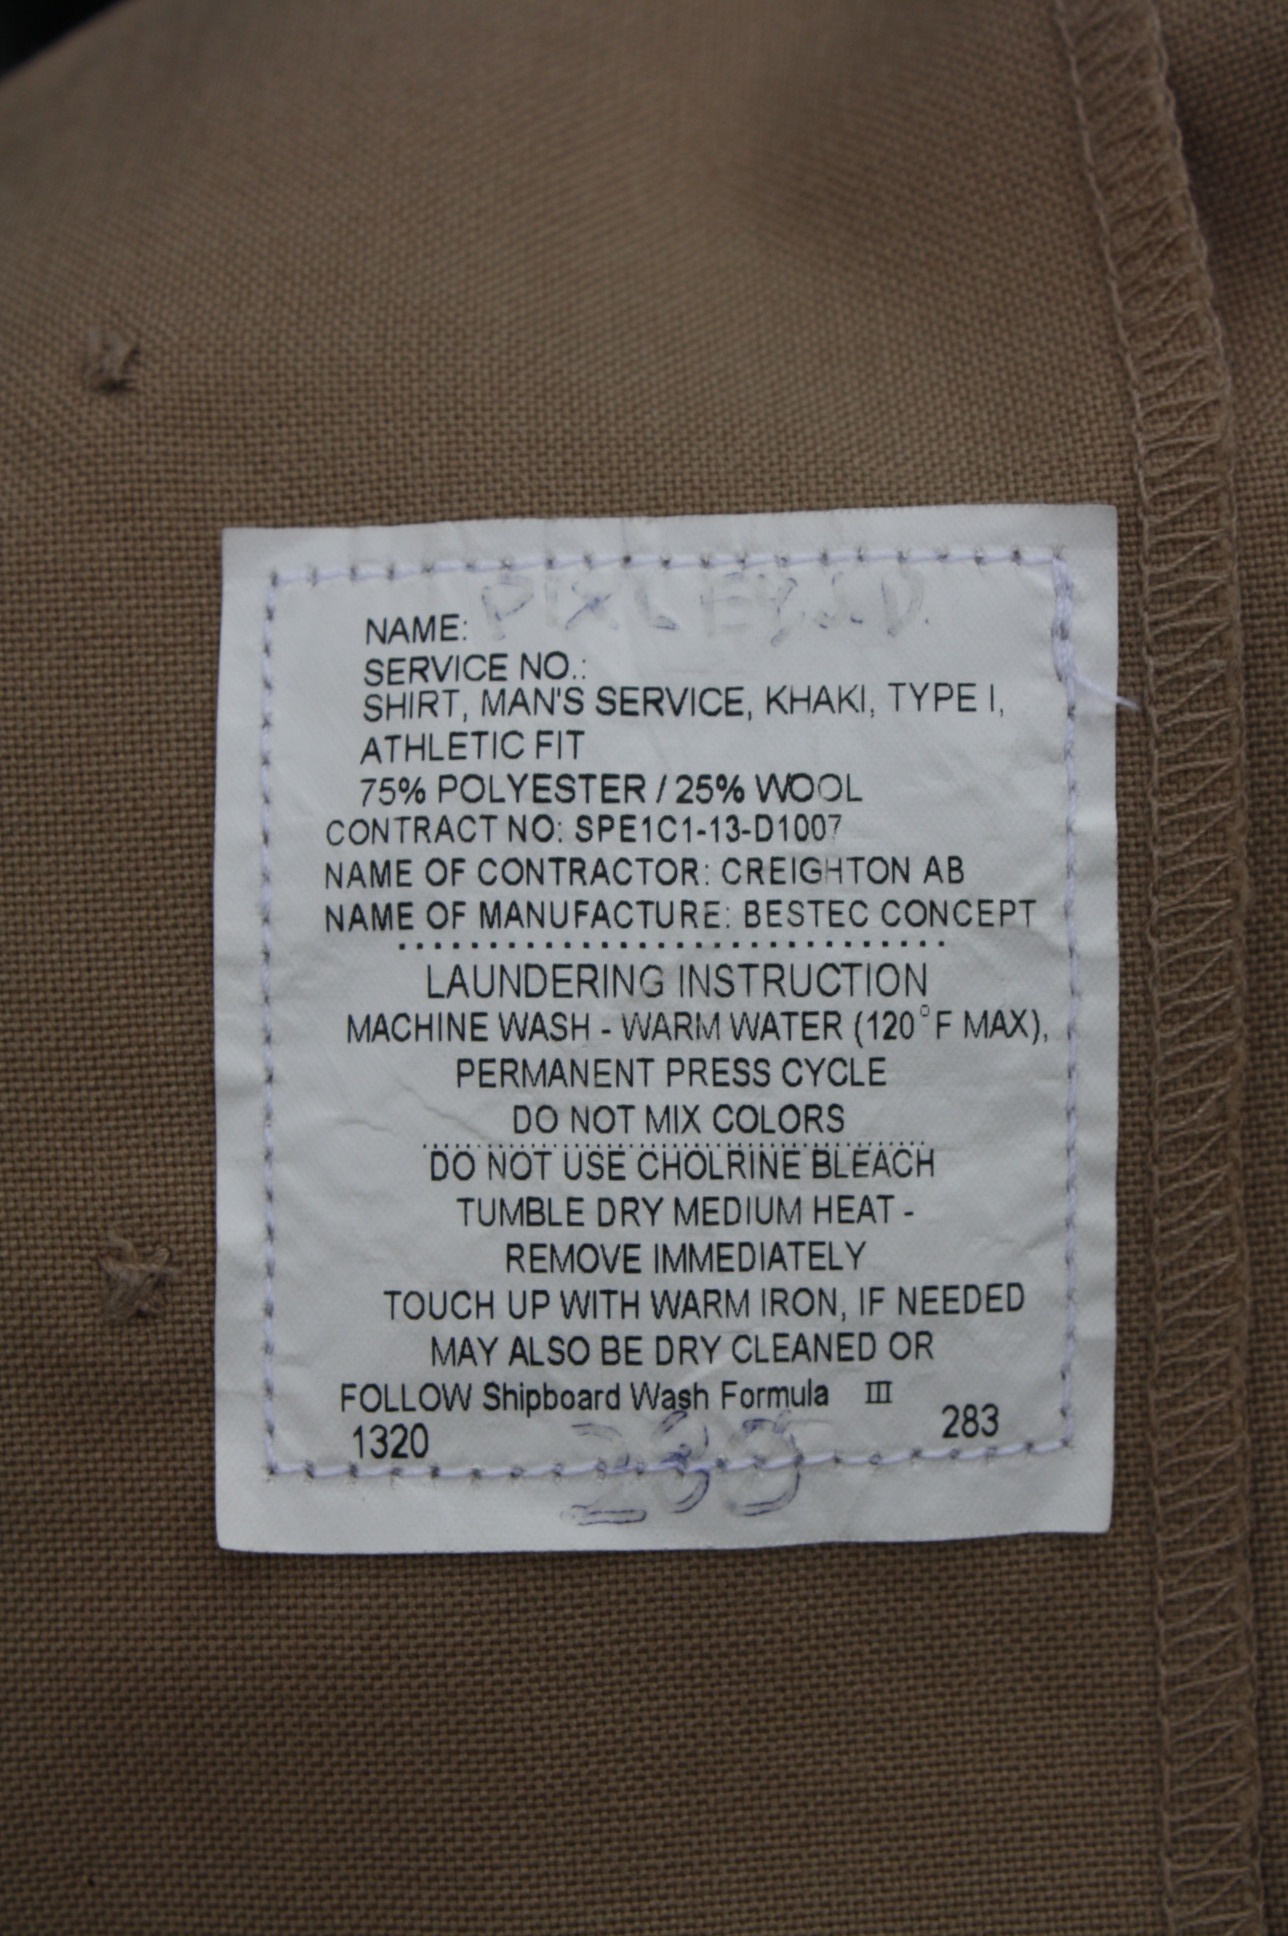 PIXLEY J.D.
NAME:
SERVICE NO.:
SHIRT, MAN'S SERVICE, KHAKI, TYPE I,
ATHLETIC FIT
75% POLYESTER / 25% WOOL
CONTRACT NO: SPE1C1-13-D1007
NAME OF CONTRACTOR: CREIGHTON AB
NAME OF MANUFACTURE: BESTEC CONCEPT
LAUNDERING INSTRUCTION
MACHINE WASH - WARM WATER (120°F MAX),
PERMANENT PRESS CYCLE
DO NOT MIX COLORS
DO NOT USE CHOLRINE BLEACH
TUMBLE DRY MEDIUM HEAT -
REMOVE IMMEDIATELY
TOUCH UP WITH WARM IRON, IF NEEDED
MAY ALSO BE DRY CLEANED OR
FOLLOW Shipboard Wash Formula III
1320 283